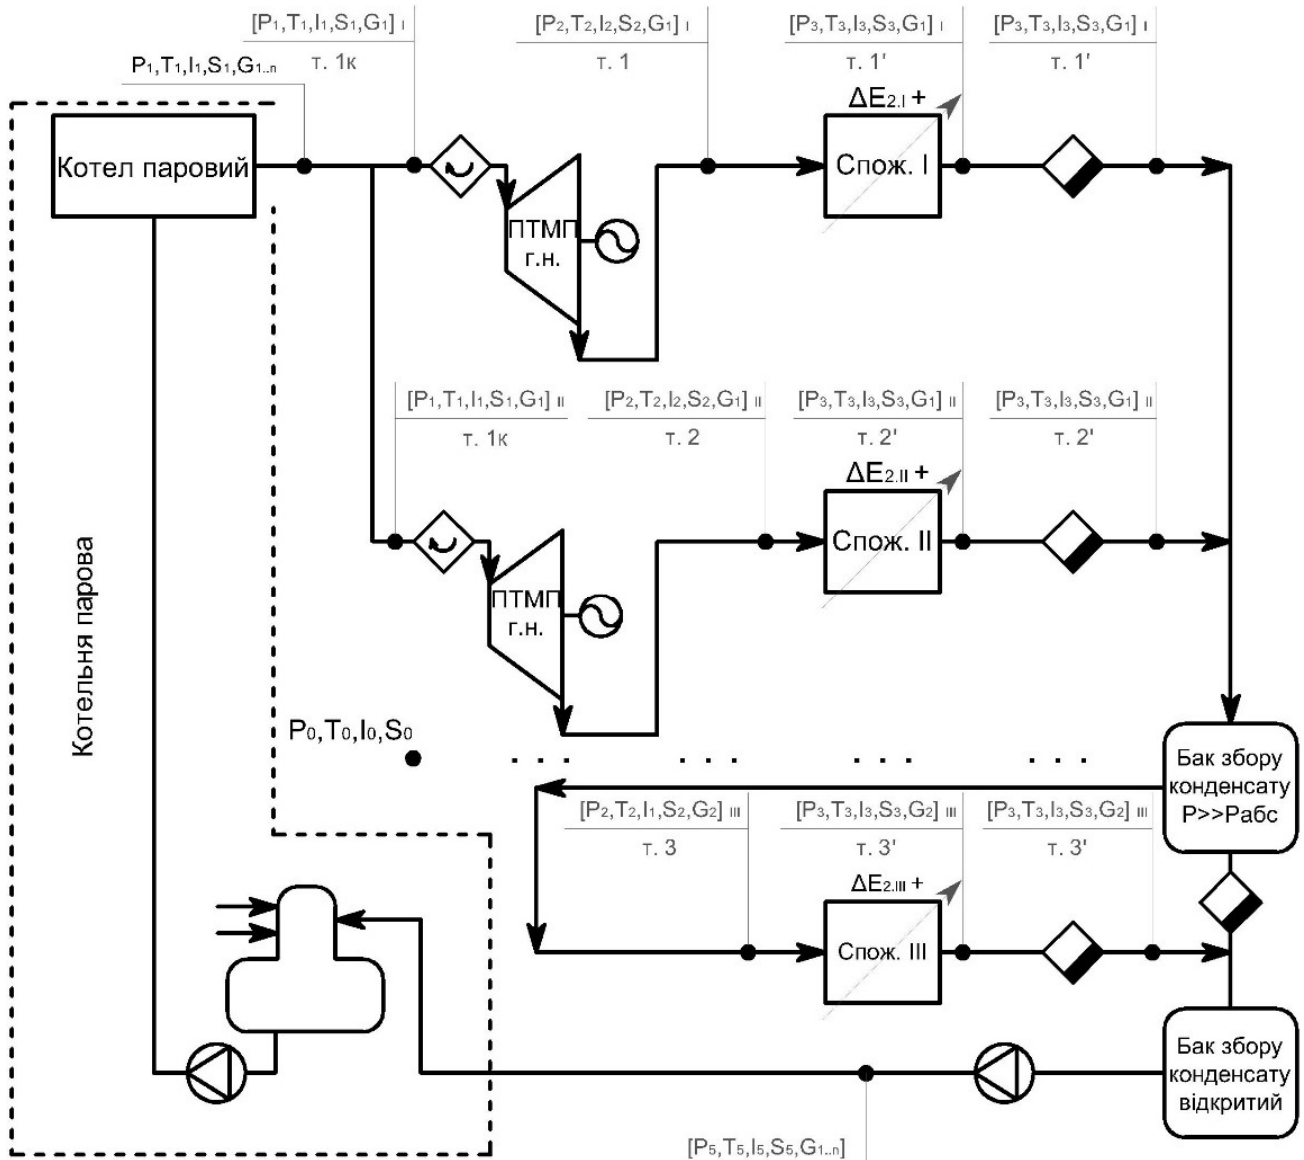 [P₁,T₁,I₁,S₁,G₁] I
т. 1к
[P₂,T₂,I₂,S₂,G₁] I
т. 1
[P₃,T₃,I₃,S₃,G₁] I
т. 1'
[P₃,T₃,I₃,S₃,G₁] I
т. 1'
P₁,T₁,I₁,S₁,G₁..ₙ
ΔE₂.I +
Котел паровий
Спож. I
ПТМП
г.н.
[P₁,T₁,I₁,S₁,G₁] II
т. 1к
[P₂,T₂,I₂,S₂,G₁] II
т. 2
[P₃,T₃,I₃,S₃,G₁] II
т. 2'
[P₃,T₃,I₃,S₃,G₁] II
т. 2'
ΔE₂.II +
Спож. II
ПТМП
г.н.
Котельня парова
P₀,T₀,I₀,S₀
. . .
. . .
. . .
. . .
Бак збору
конденсату
P>>Pабс
[P₂,T₂,I₁,S₂,G₂] III
т. 3
[P₃,T₃,I₃,S₃,G₂] III
т. 3'
[P₃,T₃,I₃,S₃,G₂] III
т. 3'
ΔE₂.III +
Спож. III
Бак збору
конденсату
відкритий
[P₅,T₅,I₅,S₅,G₁..ₙ]